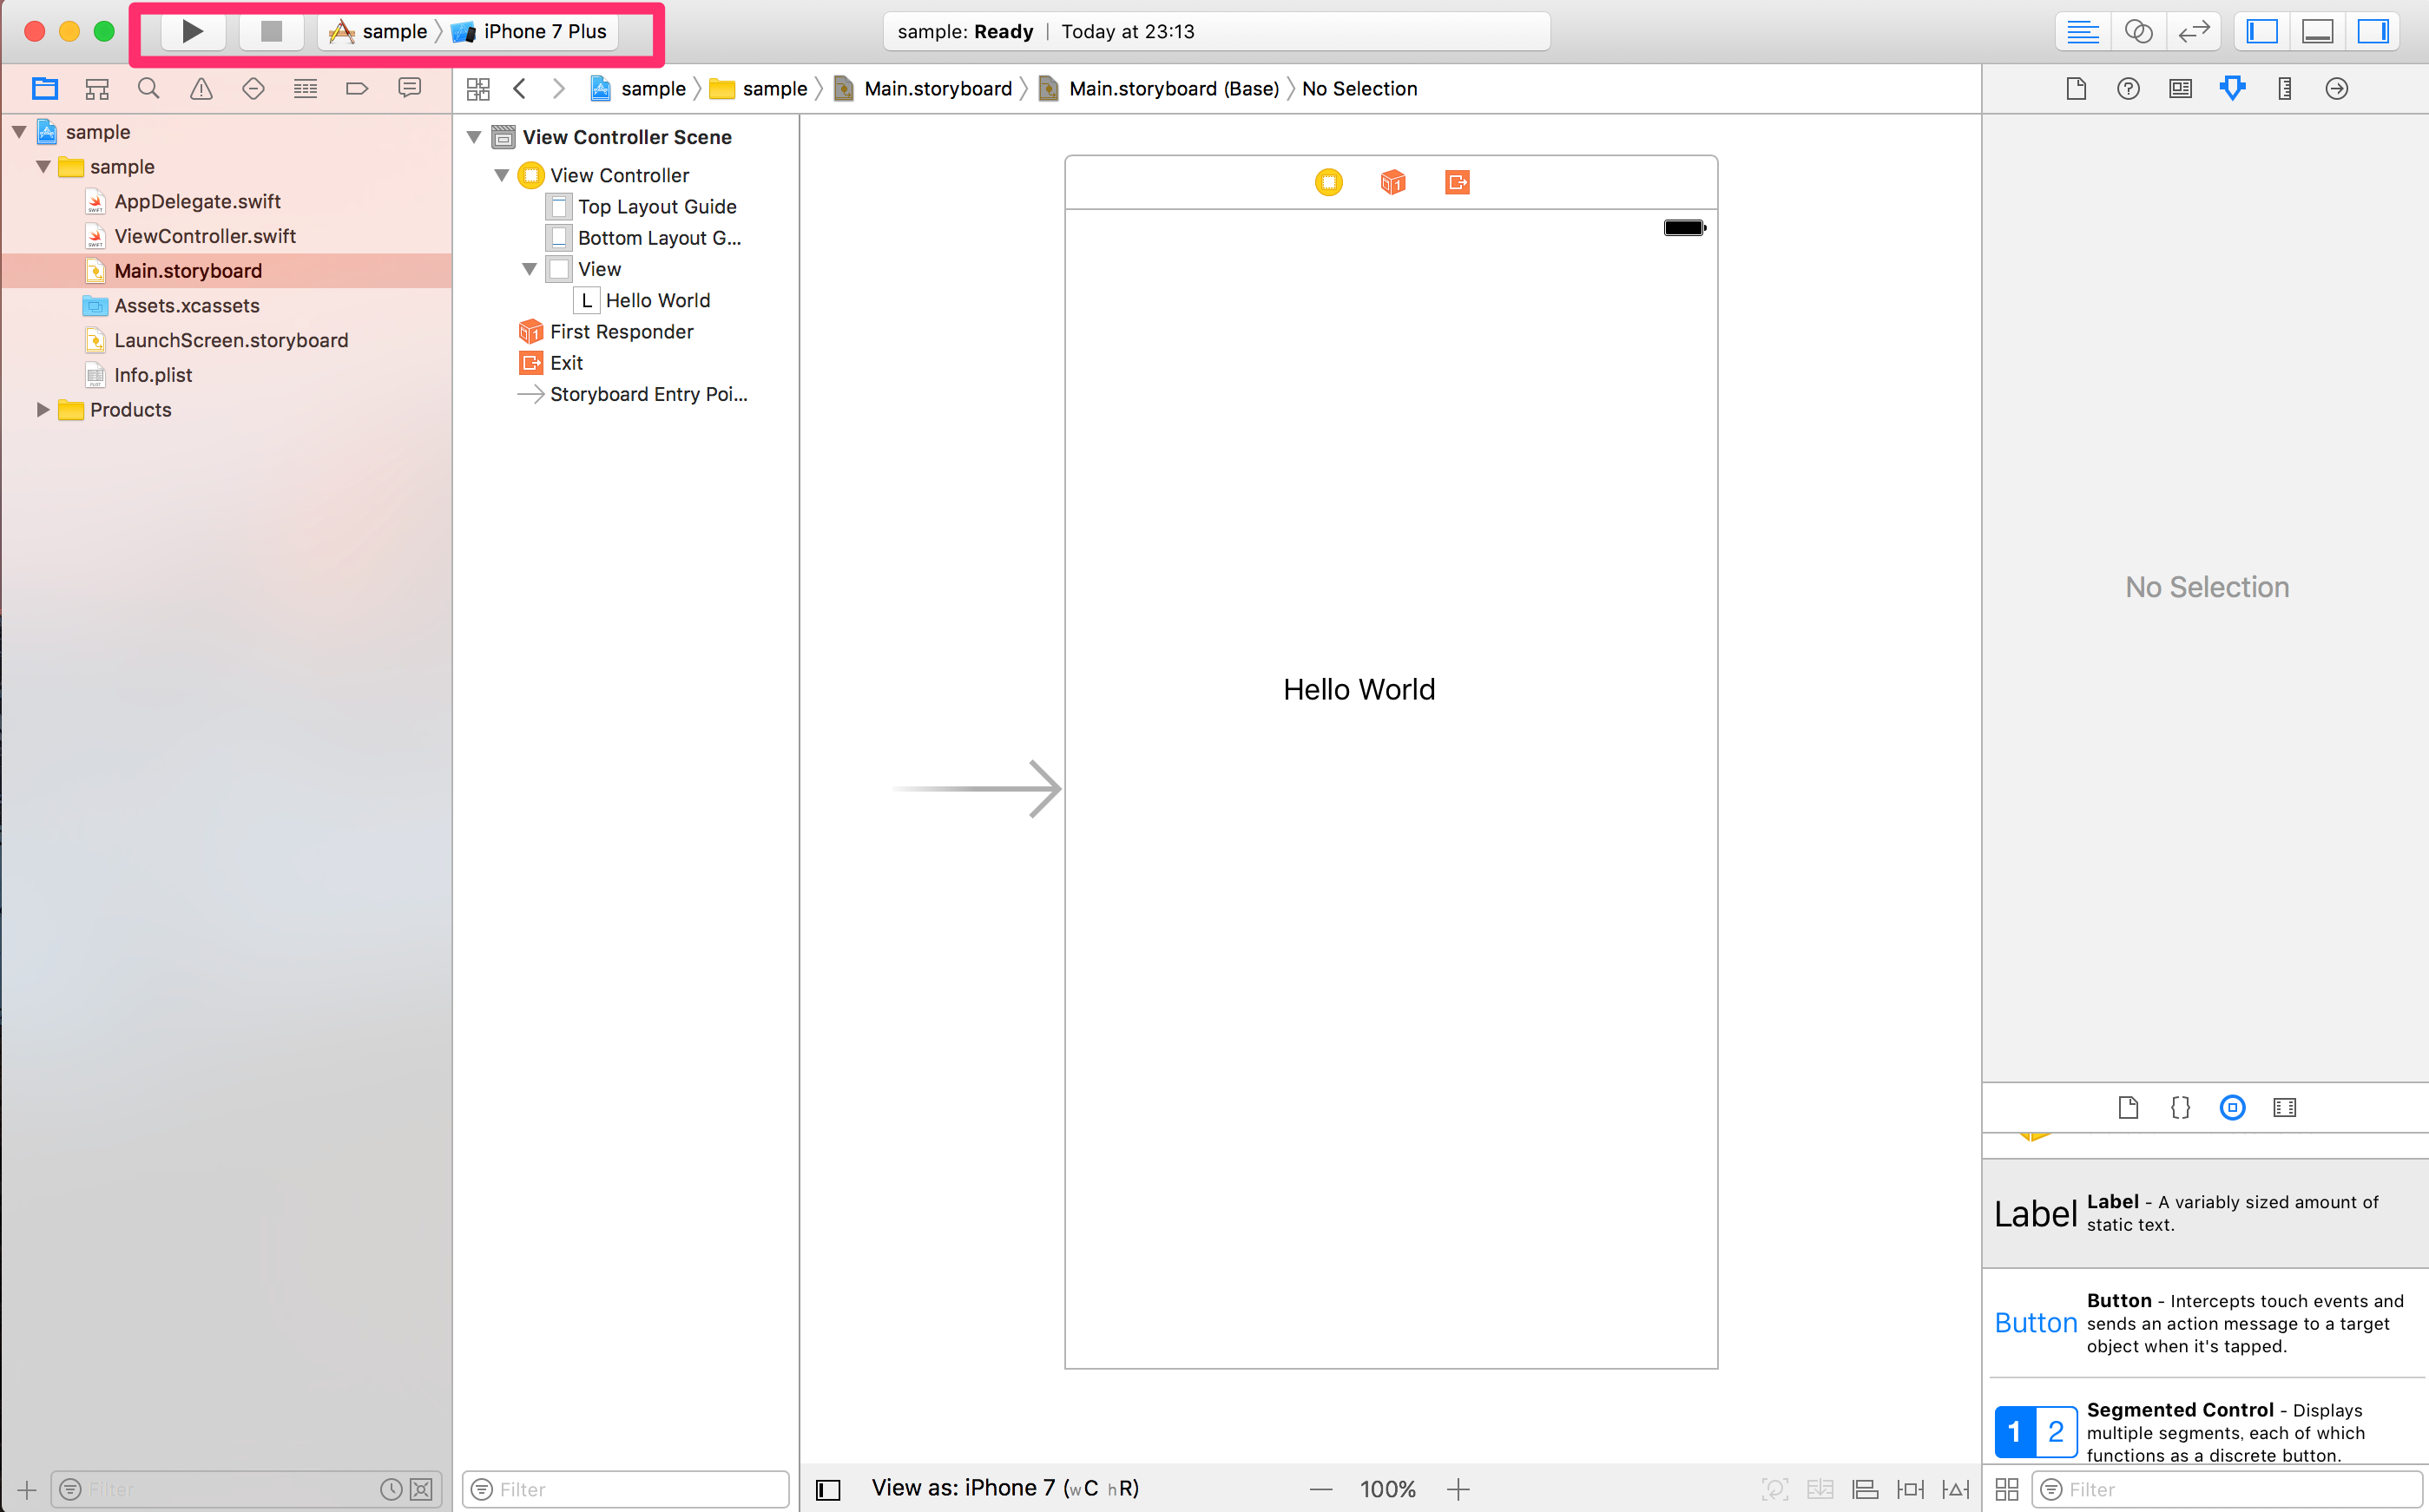 sample 〉 iPhone 7 Plus
sample: Ready | Today at 23:13
sample 〉 sample 〉 Main.storyboard 〉 Main.storyboard (Base) 〉 No Selection
sample
sample
AppDelegate.swift
ViewController.swift
Main.storyboard
Assets.xcassets
LaunchScreen.storyboard
Info.plist
Products
Filter
View Controller Scene
View Controller
Top Layout Guide
Bottom Layout G...
View
L Hello World
First Responder
Exit
Storyboard Entry Poi...
Filter
Hello World
View as: iPhone 7 (wC hR)
100%
No Selection
Label
Label - A variably sized amount of
static text.
Button
Button - Intercepts touch events and
sends an action message to a target
object when it's tapped.
1 2
Segmented Control - Displays
multiple segments, each of which
functions as a discrete button.
Filter